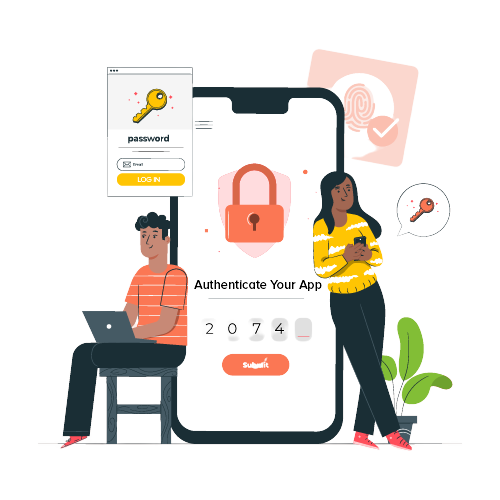 password
Email
LOG IN
Authenticate Your App
2 0 7 4
Submit